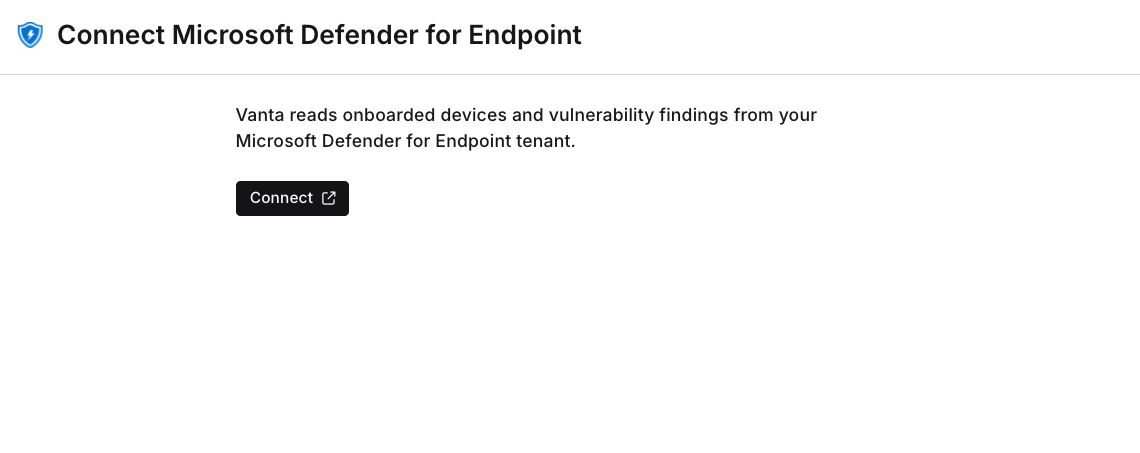 Connect Microsoft Defender for Endpoint
Vanta reads onboarded devices and vulnerability findings from your
Microsoft Defender for Endpoint tenant.
Connect